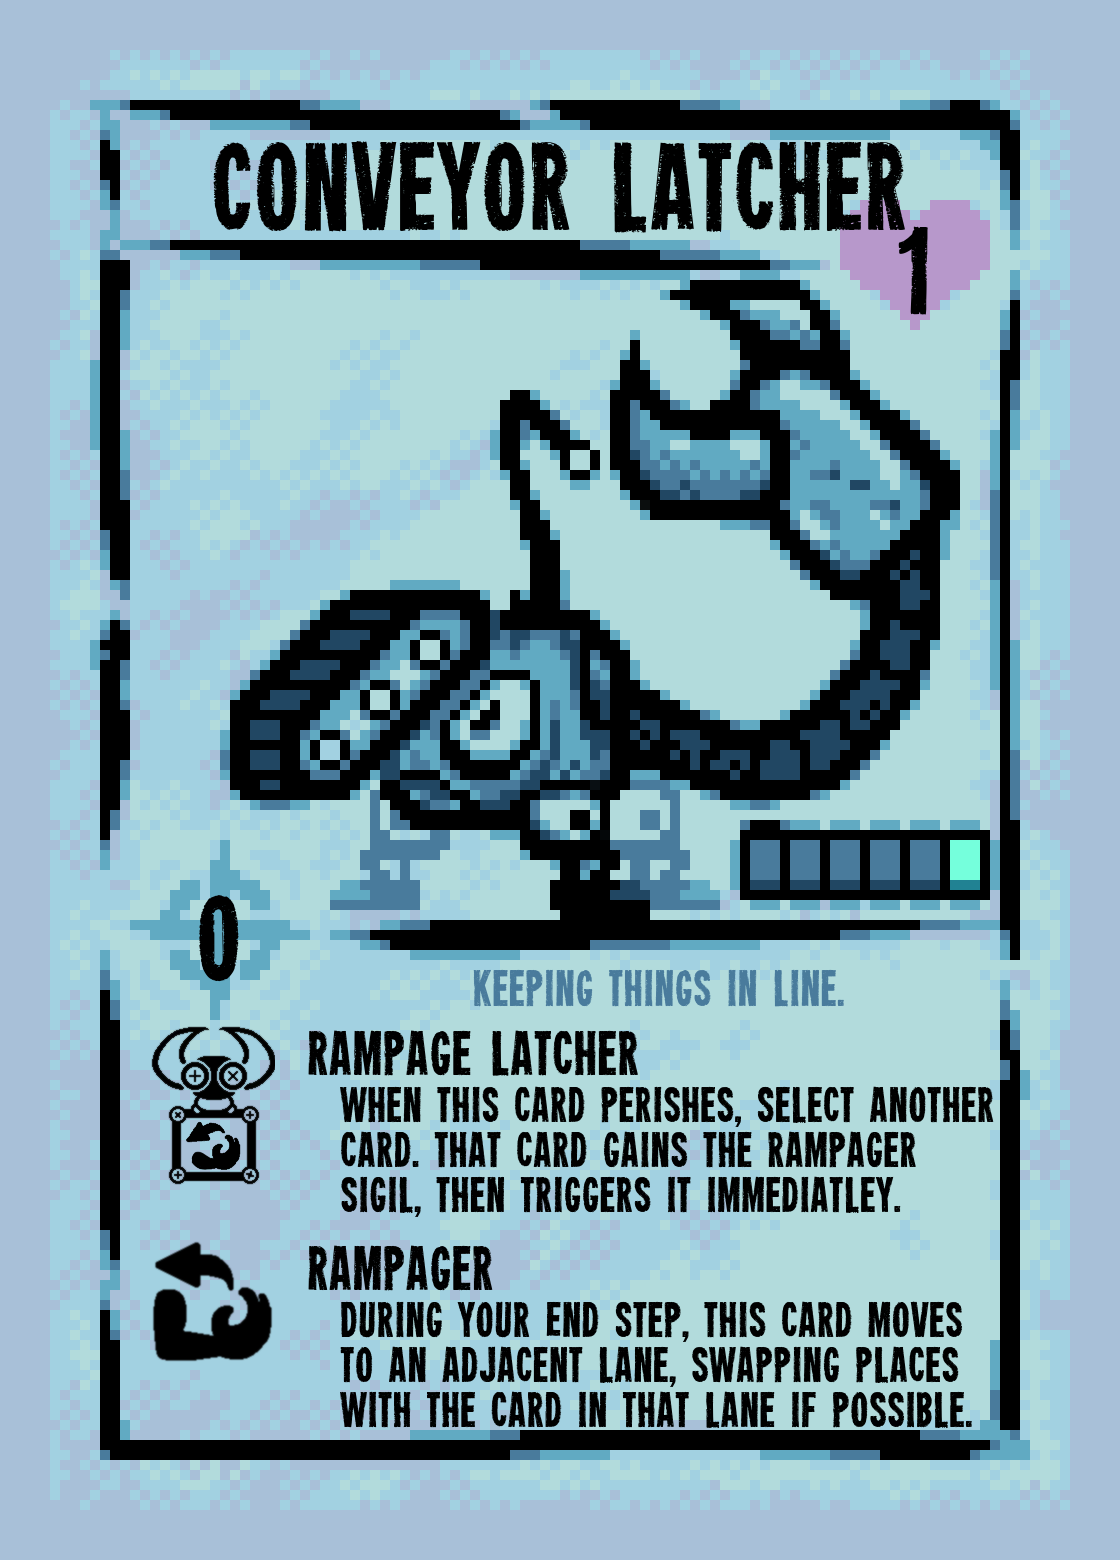 CONVEYOR LATCHER
1
0
KEEPING THINGS IN LINE.
RAMPAGE LATCHER
WHEN THIS CARD PERISHES, SELECT ANOTHER
CARD. THAT CARD GAINS THE RAMPAGER
SIGIL, THEN TRIGGERS IT IMMEDIATLEY.
RAMPAGER
DURING YOUR END STEP, THIS CARD MOVES
TO AN ADJACENT LANE, SWAPPING PLACES
WITH THE CARD IN THAT LANE IF POSSIBLE.